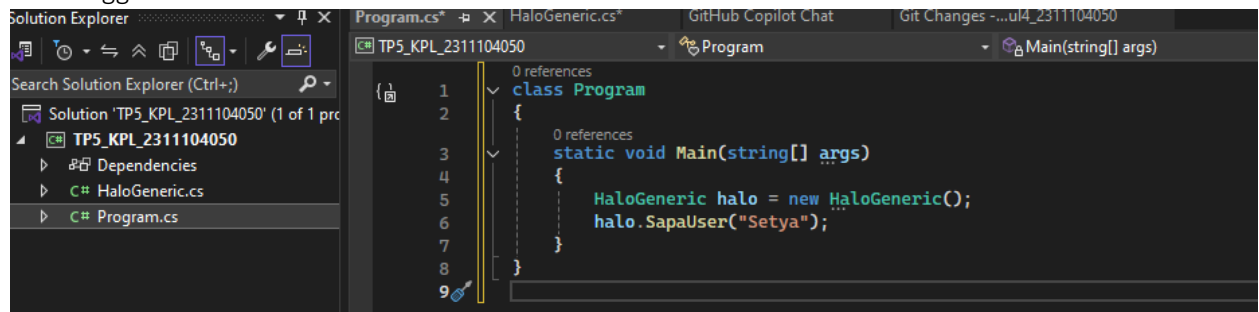 Solution Explorer
Search Solution Explorer (Ctrl+;)
Solution 'TP5_KPL_2311104050' (1 of 1 pro
C# TP5_KPL_2311104050
Dependencies
C# HaloGeneric.cs
C# Program.cs
Program.cs* HaloGeneric.cs* GitHub Copilot Chat Git Changes -...ul4_2311104050
C# TP5_KPL_2311104050 Program Main(string[] args)
0 references
1 class Program
2 {
0 references
3 static void Main(string[] args)
4 {
5 HaloGeneric halo = new HaloGeneric();
6 halo.SapaUser("Setya");
7 }
8 }
9